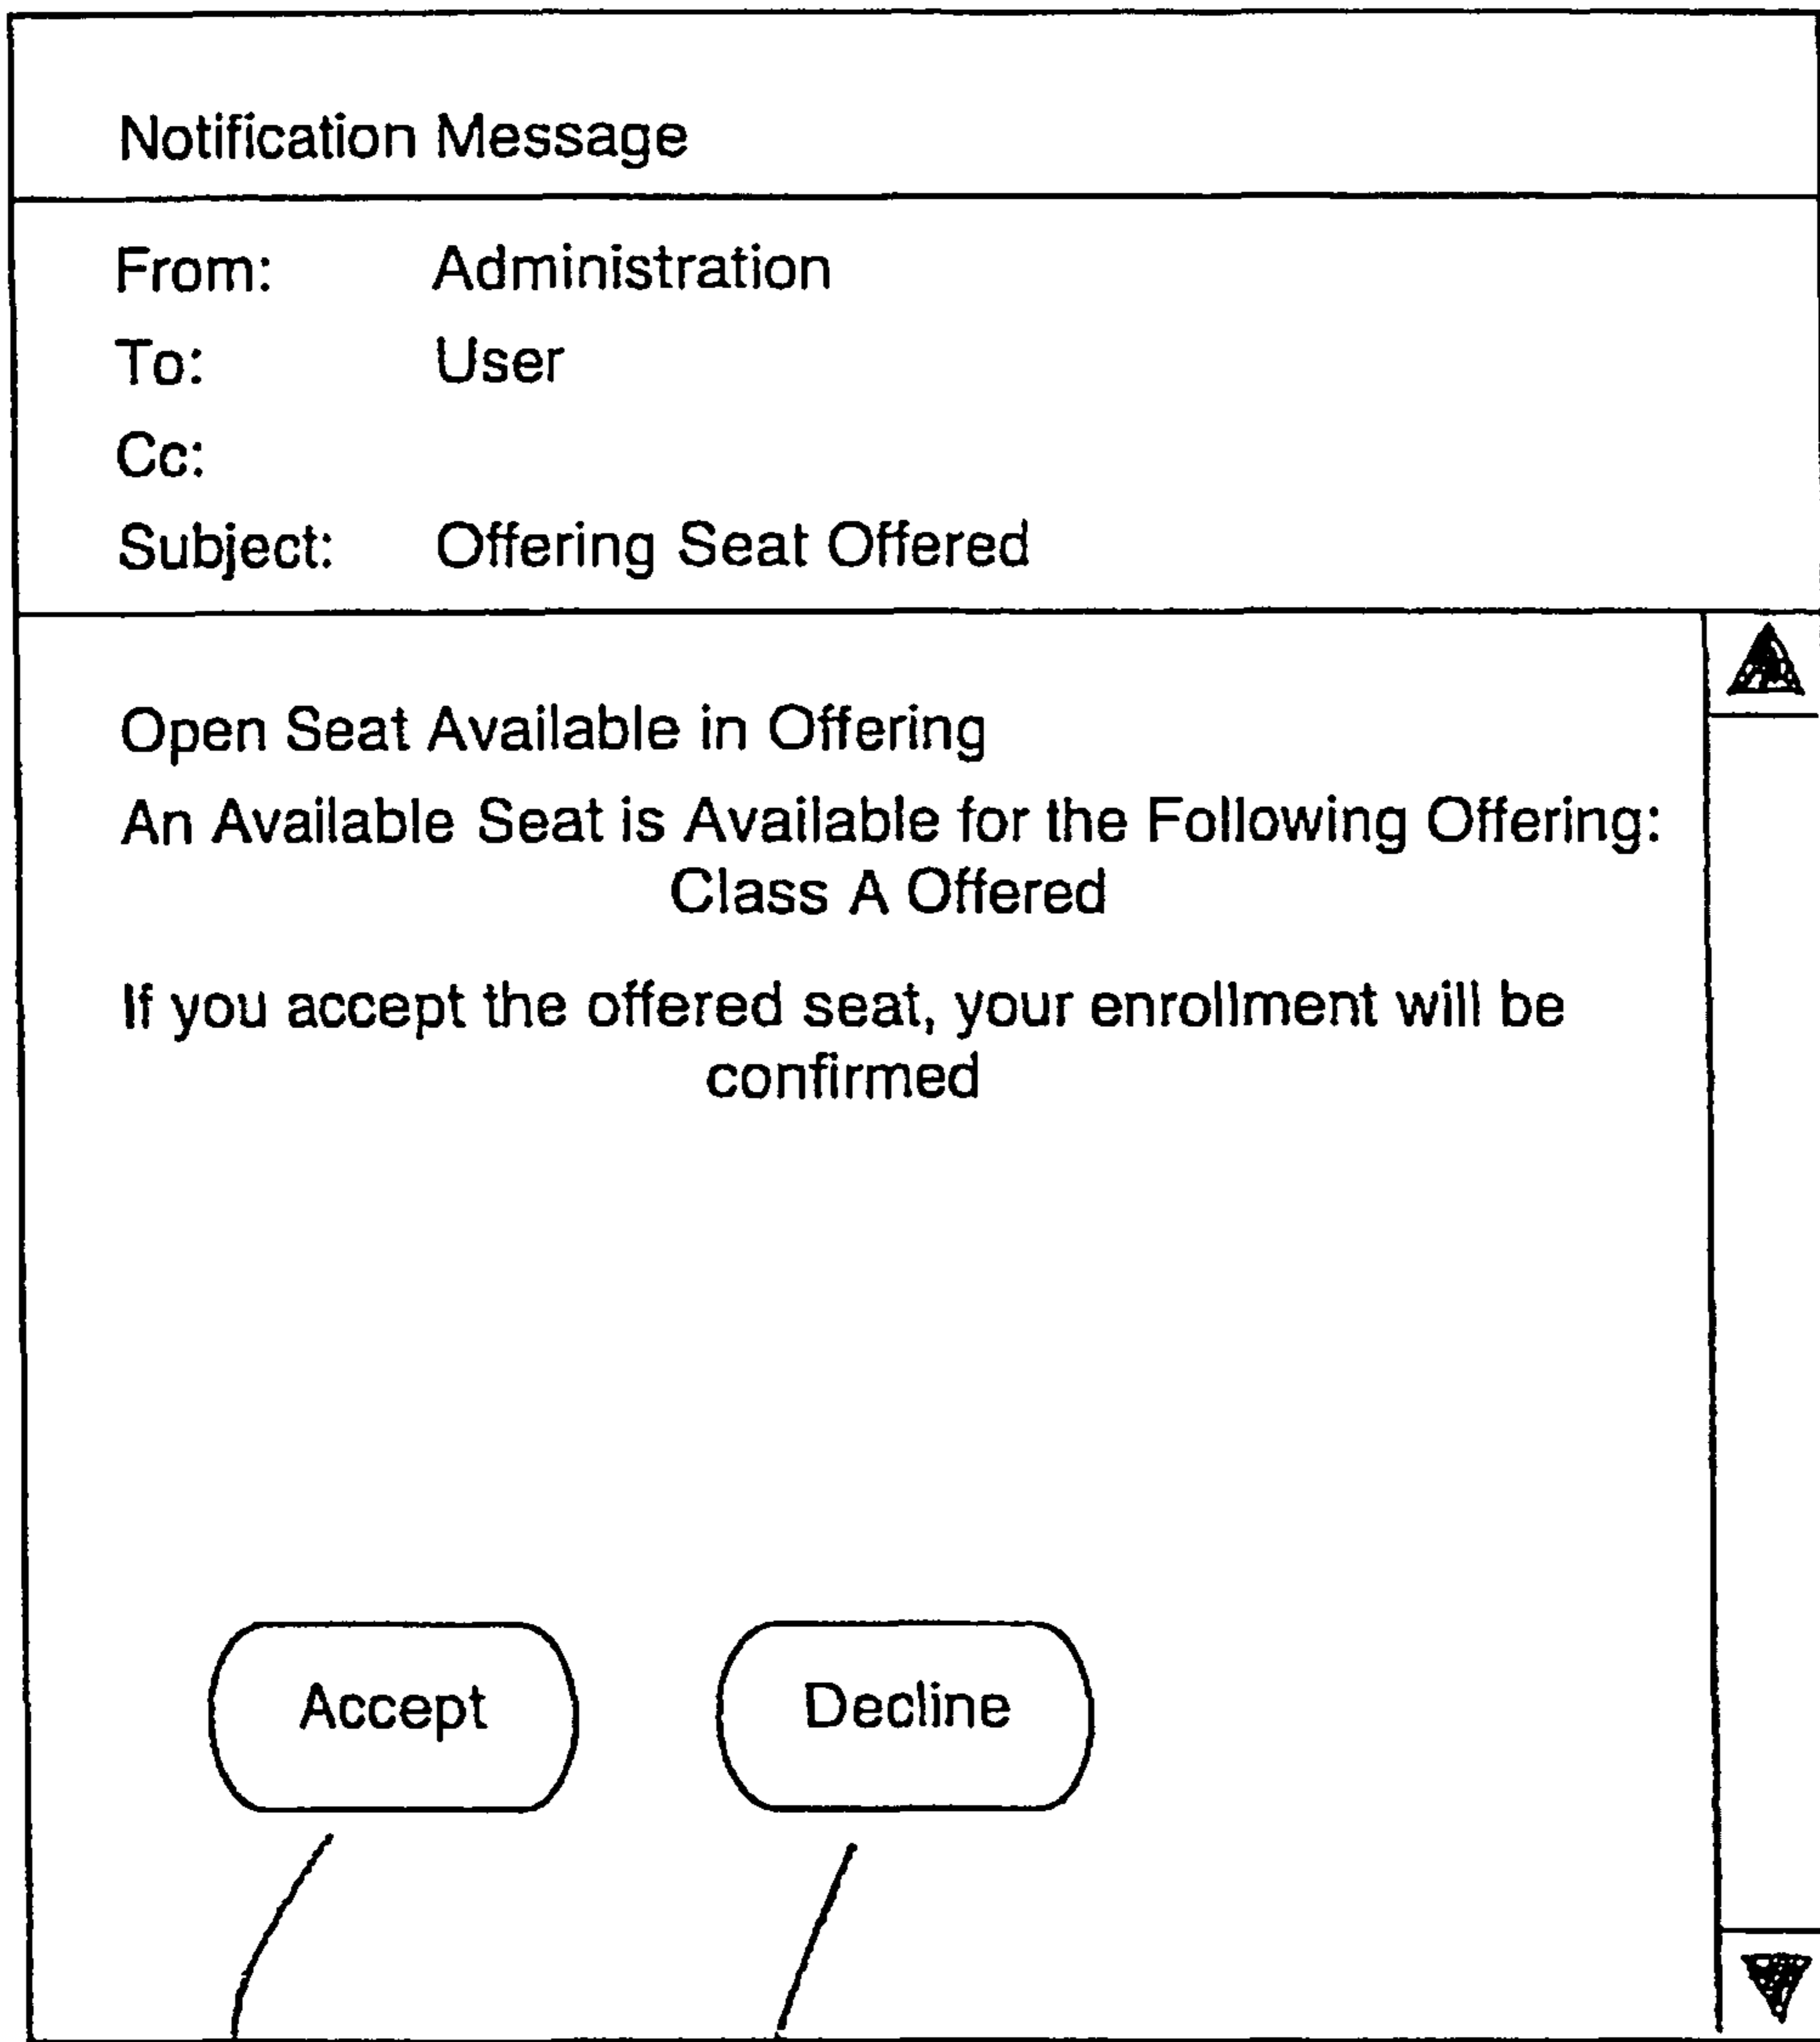 Notification Message
From: Administration
To: User
Cc:
Subject: Offering Seat Offered
Open Seat Available in Offering
An Available Seat is Available for the Following Offering:
Class A Offered
If you accept the offered seat, your enrollment will be
confirmed
Accept Decline